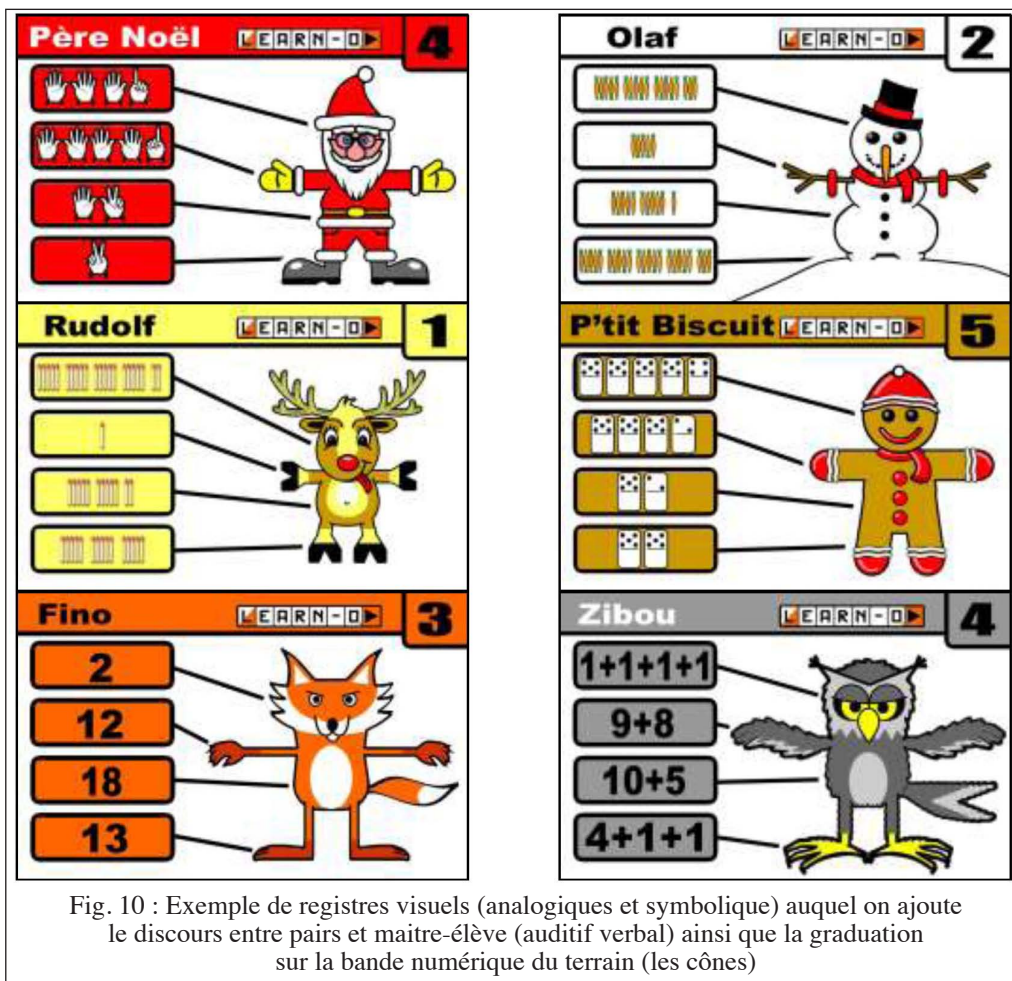 Père Noël LEARN-O 4
Olaf LEARN-O 2
Rudolf LEARN-O 1
P'tit Biscuit LEARN-O 5
Fino LEARN-O 3
2
12
18
13
Zibou LEARN-O 4
1+1+1+1
9+8
10+5
4+1+1
Fig. 10 : Exemple de registres visuels (analogiques et symbolique) auquel on ajoute
le discours entre pairs et maitre-élève (auditif verbal) ainsi que la graduation
sur la bande numérique du terrain (les cônes)